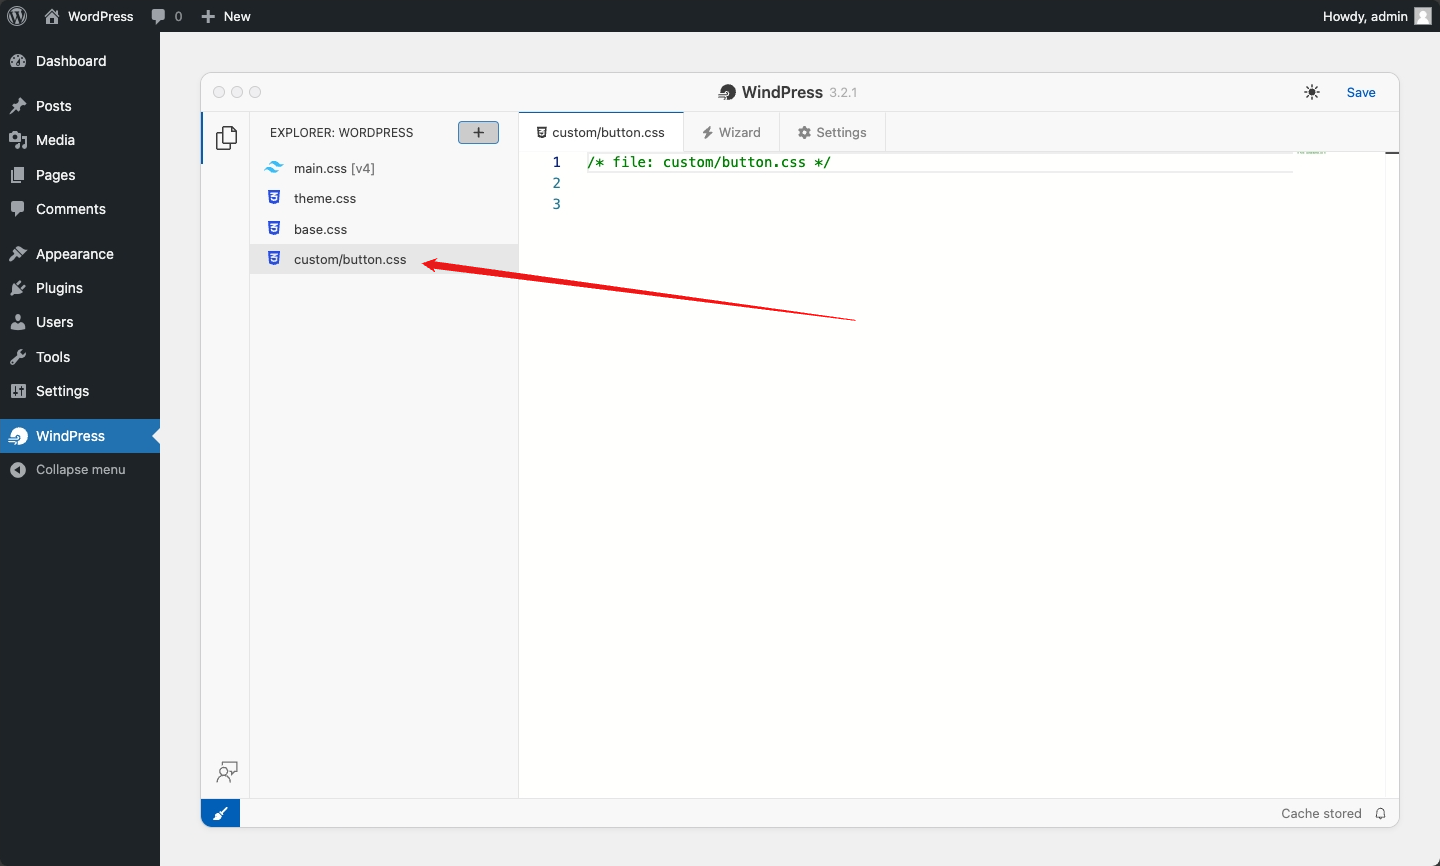 WordPress 0 New Howdy, admin
Dashboard
Posts
Media
Pages
Comments
Appearance
Plugins
Users
Tools
Settings
WindPress
Collapse menu
WindPress 3.2.1 Save
EXPLORER: WORDPRESS
main.css [v4]
theme.css
base.css
custom/button.css
custom/button.css Wizard Settings
1 /* file: custom/button.css */
2
3
Cache stored